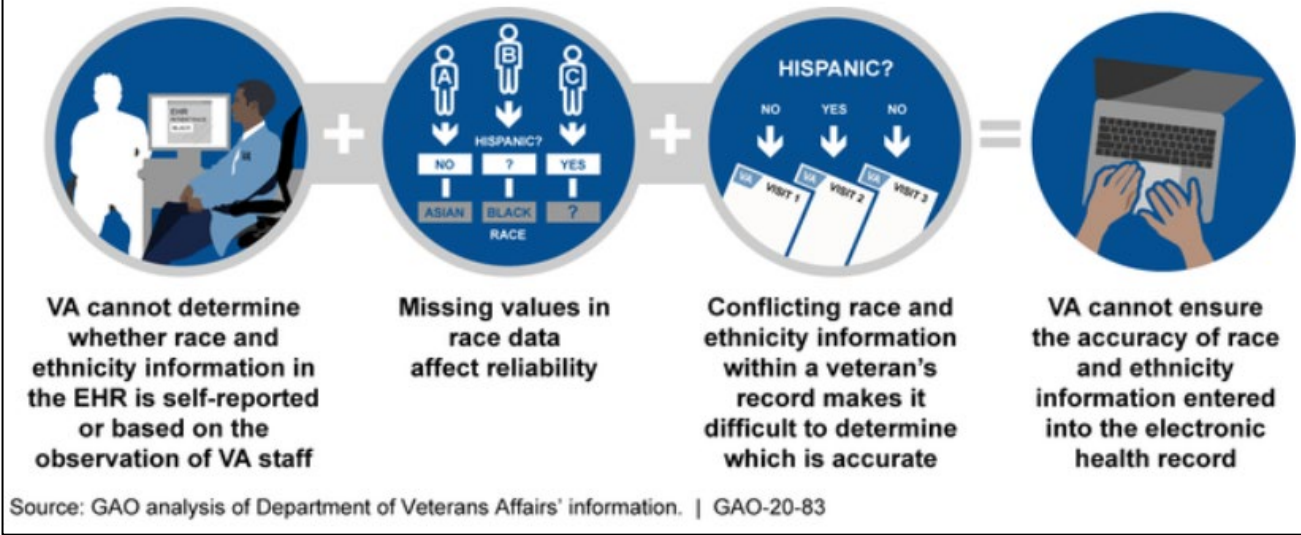 EHR
BLACK
A
B
C
HISPANIC?
NO
?
YES
ASIAN
BLACK
?
RACE
HISPANIC?
NO
YES
NO
VA
VISIT 1
VA
VISIT 2
VA
VISIT 3
+
+
=
VA cannot determine
whether race and
ethnicity information in
the EHR is self-reported
or based on the
observation of VA staff
Missing values in
race data
affect reliability
Conflicting race and
ethnicity information
within a veteran's
record makes it
difficult to determine
which is accurate
VA cannot ensure
the accuracy of race
and ethnicity
information entered
into the electronic
health record
Source: GAO analysis of Department of Veterans Affairs' information. | GAO-20-83